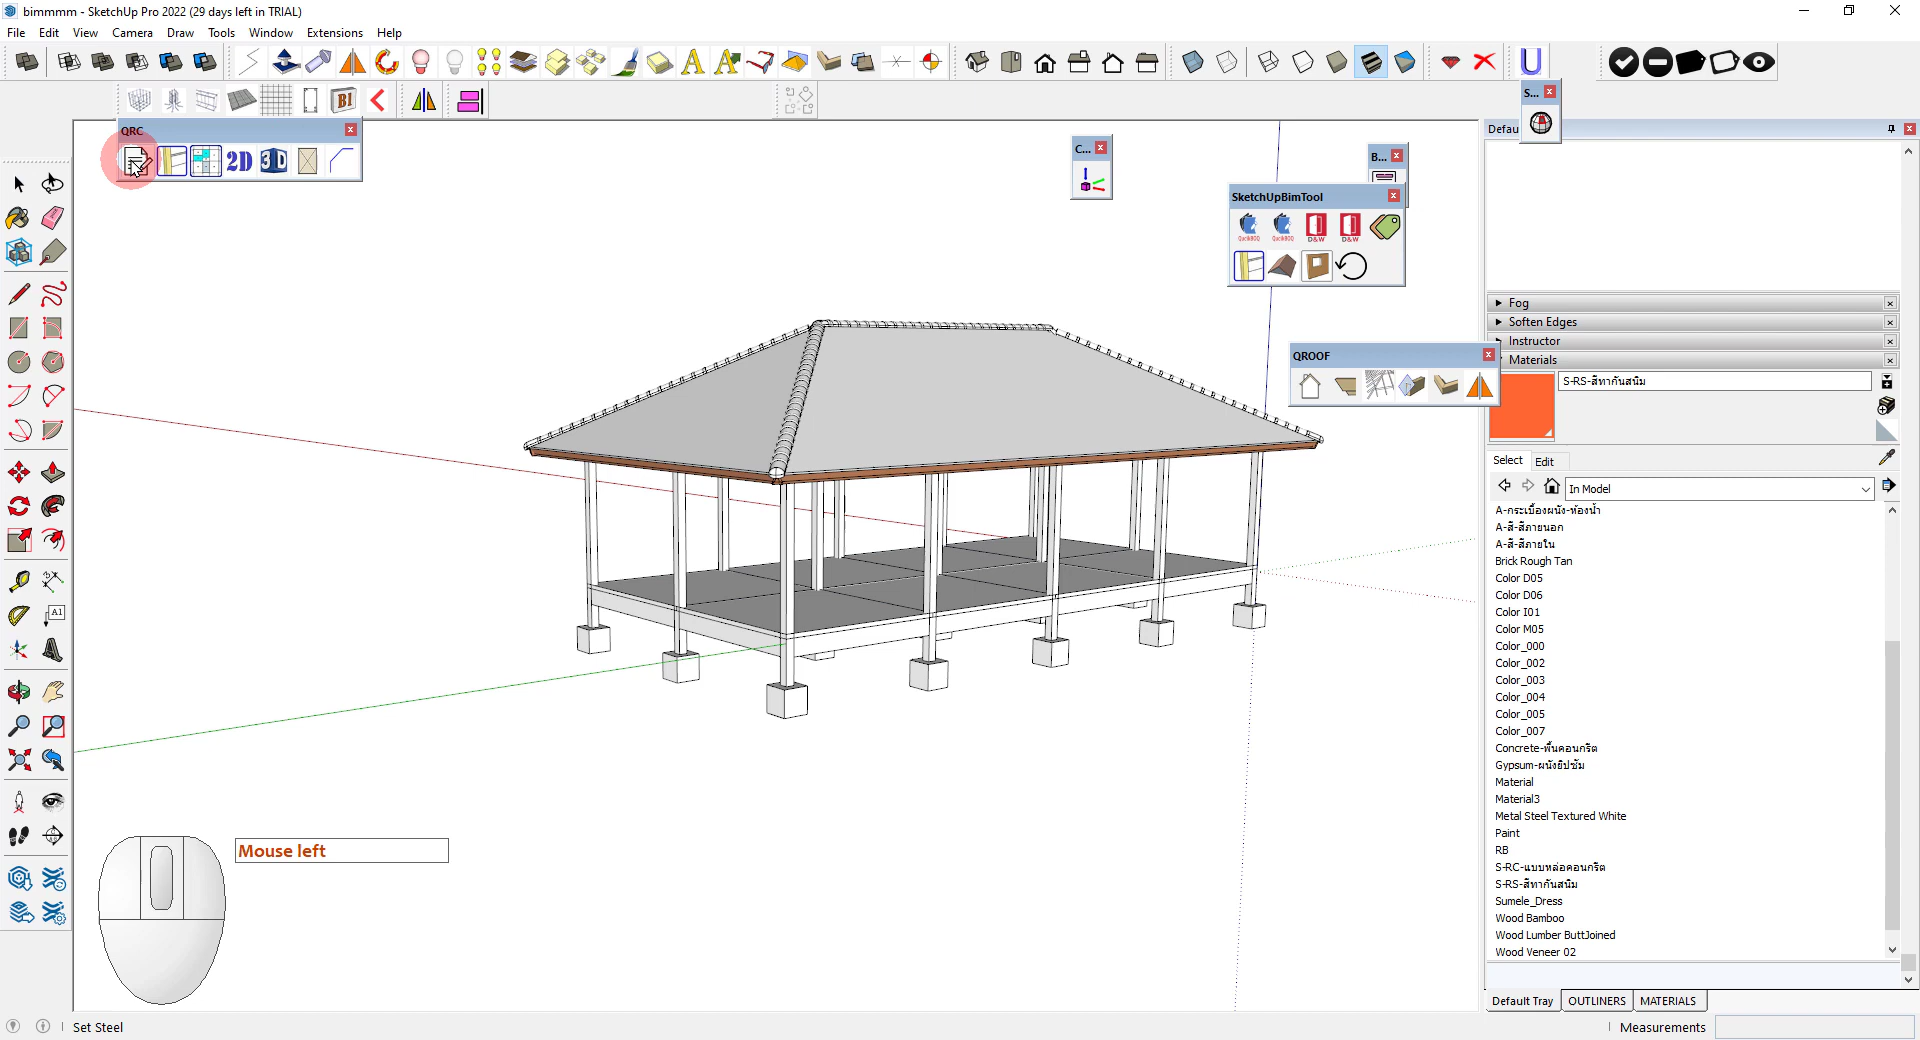 bimmmm - SketchUp Pro 2022 (29 days left in TRIAL)
File Edit View Camera Draw Tools Window Extensions Help
B1
S...
QRC
Defau
C...
B...
2D 3D
SketchUpBimTool
QuickBOQ QuickBOQ D&W D&W
Fog
Soften Edges
Instructor
QROOF
Materials
S-RS-สีทากันสนิม
Select Edit
In Model
A-กระเบื้องผนัง-ห้องน้ำ
A-สี-สีภายนอก
A-สี-สีภายใน
Brick Rough Tan
Color D05
Color D06
Color I01
Color M05
Color_000
Color_002
Color_003
Color_004
Color_005
Color_007
Concrete-พื้นคอนกรีต
Gypsum-ผนังยิปซั่ม
Material
Material3
Metal Steel Textured White
Paint
RB
S-RC-แบบหล่อคอนกรีต
S-RS-สีทากันสนิม
Sumele_Dress
Wood Bamboo
Wood Lumber ButtJoined
Wood Veneer 02
A1
Mouse left
Default Tray OUTLINERS MATERIALS
Set Steel
Measurements